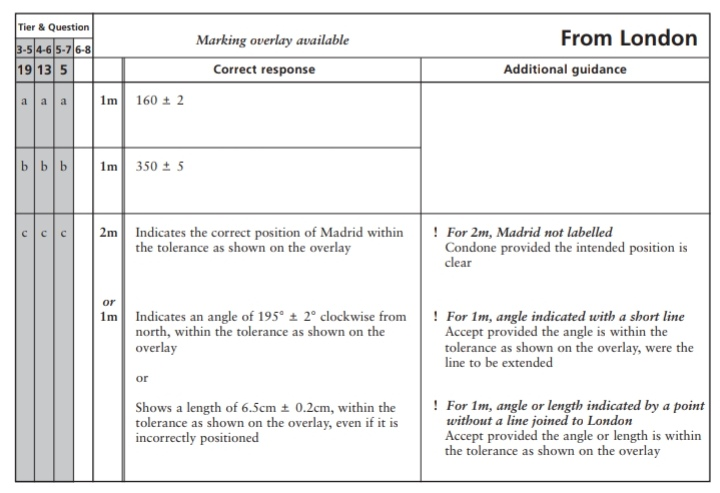 Tier & Question
3-5 4-6 5-7 6-8
19 13 5
Marking overlay available
From London
Correct response
Additional guidance
a a a 1m 160 ± 2
b b b 1m 350 ± 5
c c c 2m Indicates the correct position of Madrid within
the tolerance as shown on the overlay
! For 2m, Madrid not labelled
Condone provided the intended position is
clear
or
1m Indicates an angle of 195° ± 2° clockwise from
north, within the tolerance as shown on the
overlay
! For 1m, angle indicated with a short line
Accept provided the angle is within the
tolerance as shown on the overlay, were the
line to be extended
or
Shows a length of 6.5cm ± 0.2cm, within the
tolerance as shown on the overlay, even if it is
incorrectly positioned
! For 1m, angle or length indicated by a point
without a line joined to London
Accept provided the angle or length is within
the tolerance as shown on the overlay